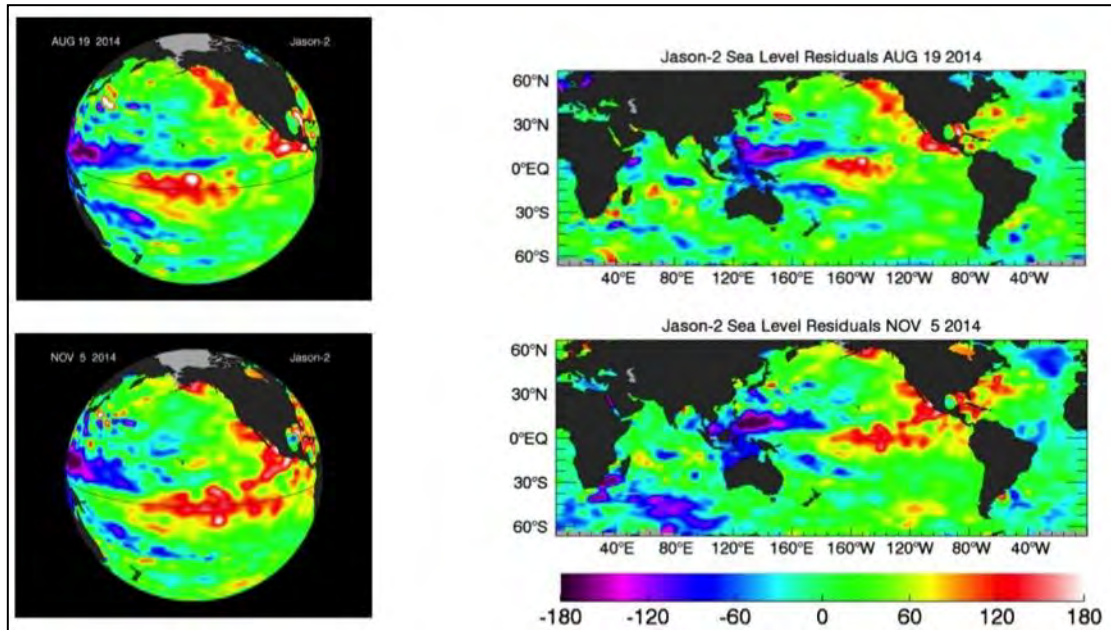 AUG 19 2014 Jason-2
Jason-2 Sea Level Residuals AUG 19 2014
60°N
30°N
0°EQ
30°S
60°S
40°E 80°E 120°E 160°E 160°W 120°W 80°W 40°W
NOV 5 2014 Jason-2
Jason-2 Sea Level Residuals NOV 5 2014
60°N
30°N
0°EQ
30°S
60°S
40°E 80°E 120°E 160°E 160°W 120°W 80°W 40°W
-180 -120 -60 0 60 120 180